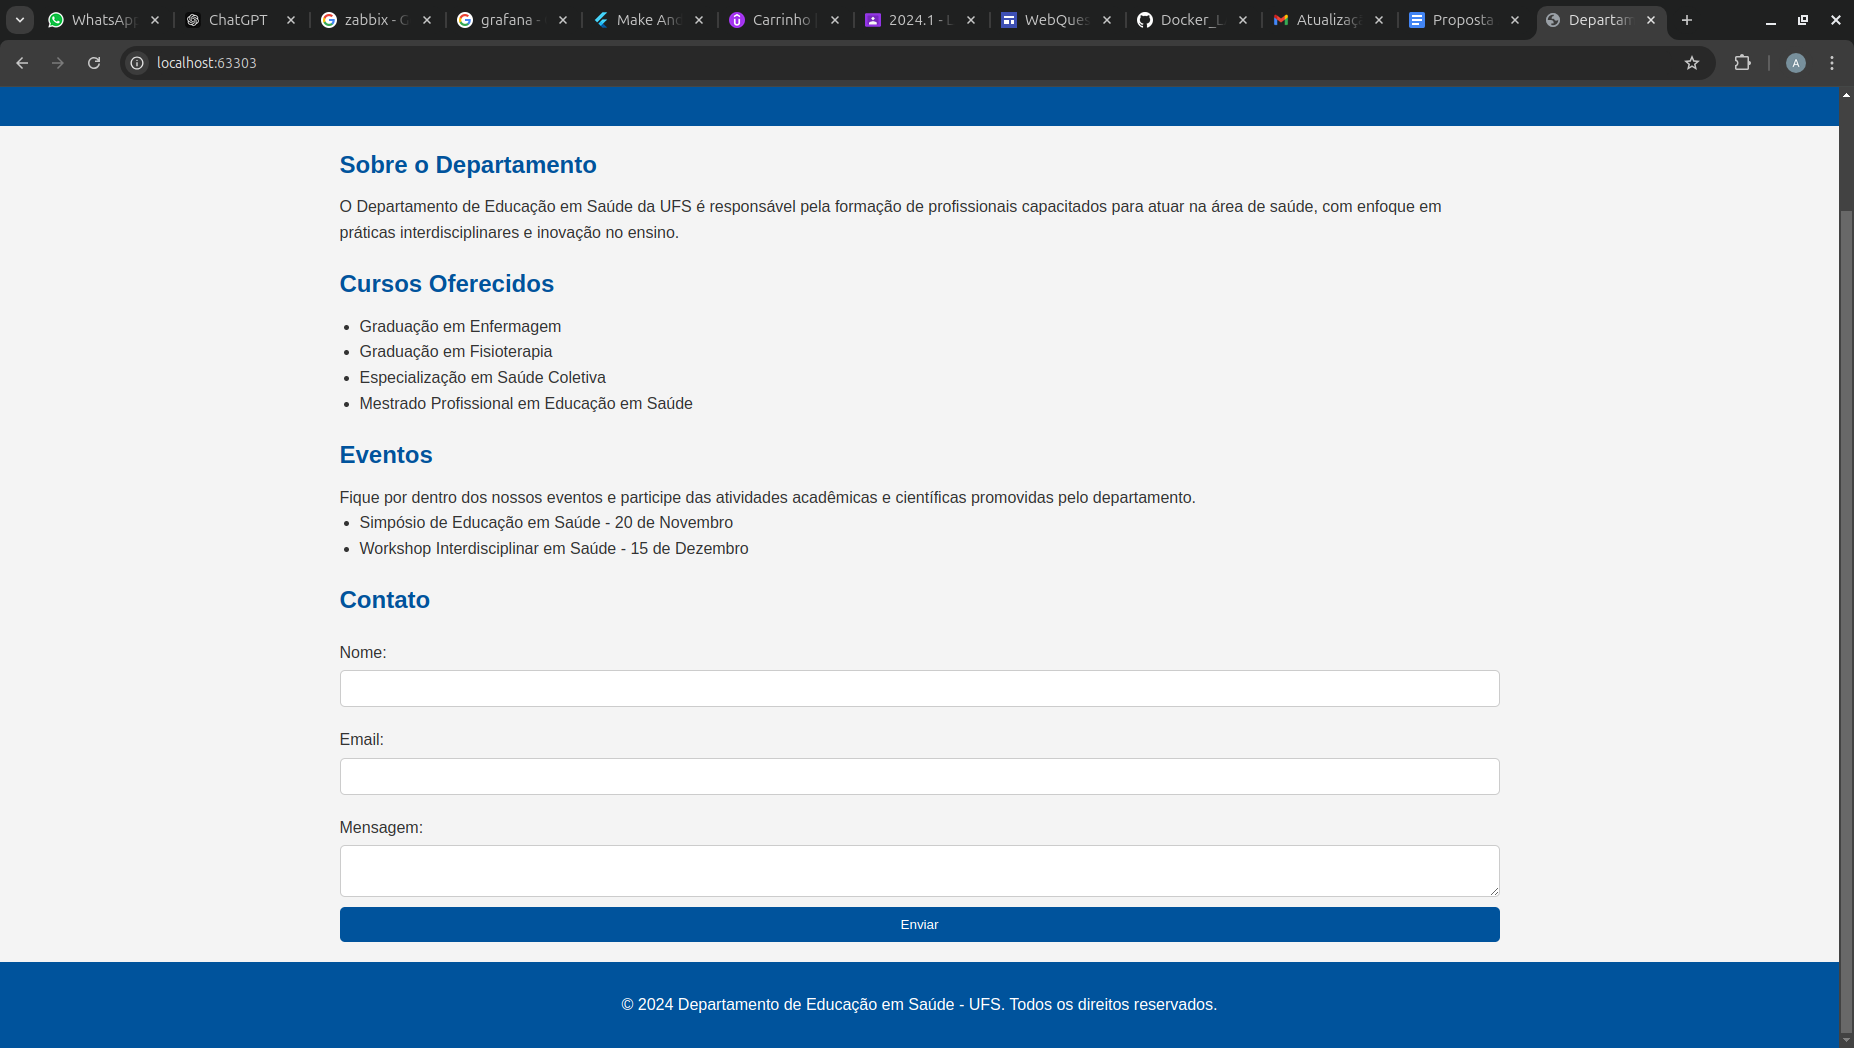 WhatsApp
ChatGPT
zabbix - G
grafana -
Make And
Carrinho
2024.1 - L
WebQues
Docker_L
Atualizaç
Proposta
Departam
localhost:63303
A
Sobre o Departamento
O Departamento de Educação em Saúde da UFS é responsável pela formação de profissionais capacitados para atuar na área de saúde, com enfoque em
práticas interdisciplinares e inovação no ensino.
Cursos Oferecidos
• Graduação em Enfermagem
• Graduação em Fisioterapia
• Especialização em Saúde Coletiva
• Mestrado Profissional em Educação em Saúde
Eventos
Fique por dentro dos nossos eventos e participe das atividades acadêmicas e científicas promovidas pelo departamento.
• Simpósio de Educação em Saúde - 20 de Novembro
• Workshop Interdisciplinar em Saúde - 15 de Dezembro
Contato
Nome:
Email:
Mensagem:
Enviar
© 2024 Departamento de Educação em Saúde - UFS. Todos os direitos reservados.